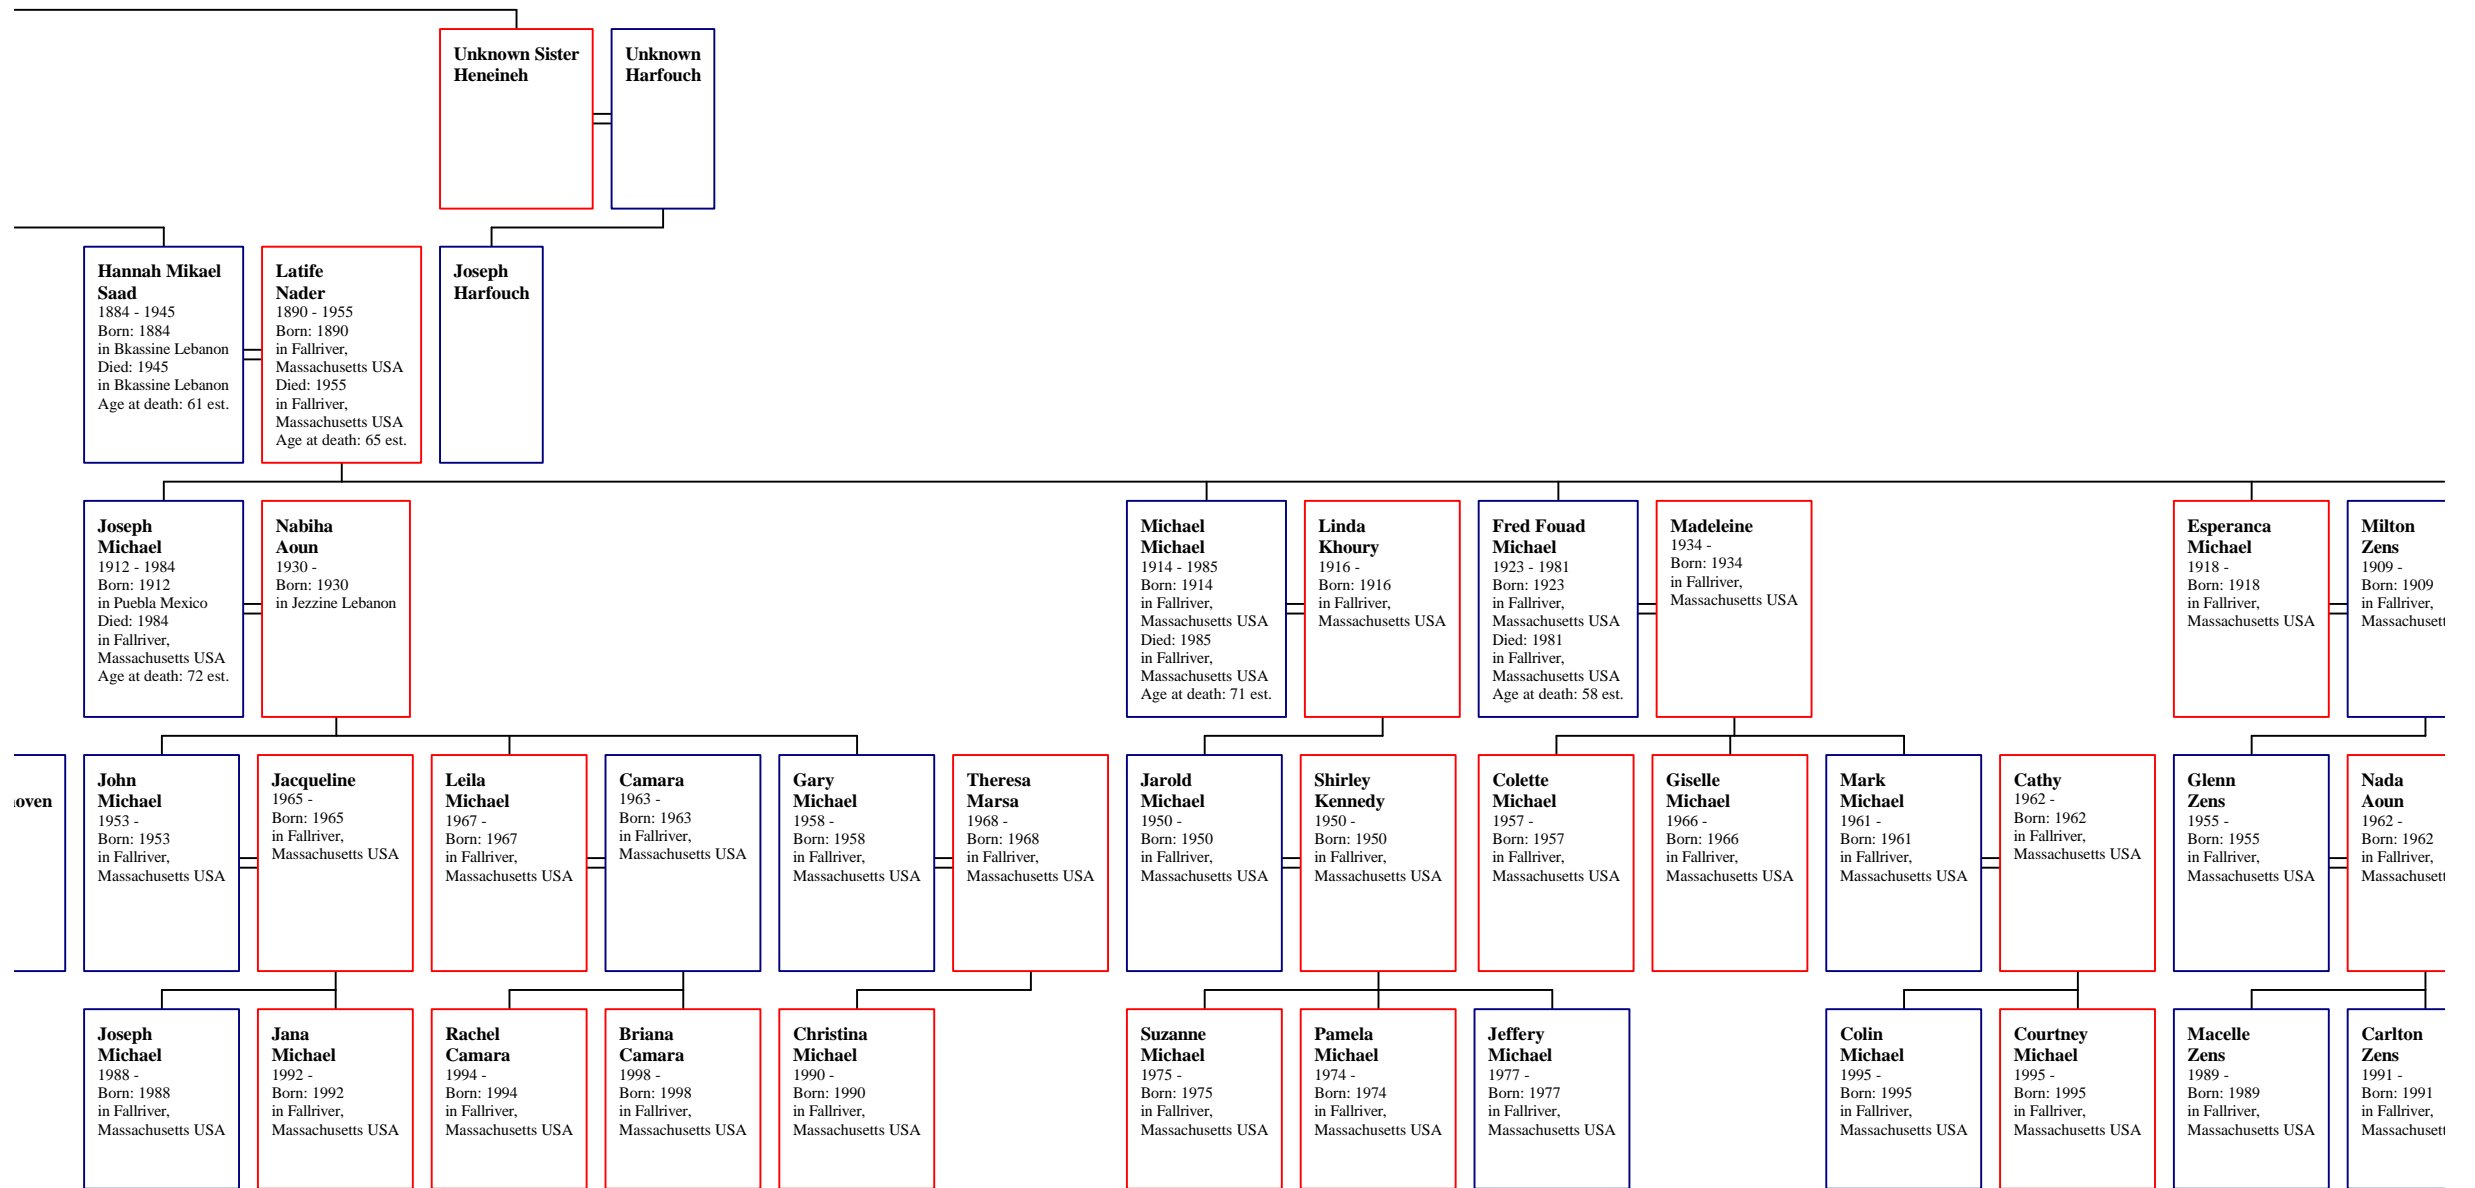 Unknown Sister
Heneineh
Unknown
Harfouch
Hannah Mikael
Saad
1884 - 1945
Born: 1884
in Bkassine Lebanon
Died: 1945
in Bkassine Lebanon
Age at death: 61 est.
Latife
Nader
1890 - 1955
Born: 1890
in Fallriver,
Massachusetts USA
Died: 1955
in Fallriver,
Massachusetts USA
Age at death: 65 est.
Joseph
Harfouch
Joseph
Michael
1912 - 1984
Born: 1912
in Puebla Mexico
Died: 1984
in Fallriver,
Massachusetts USA
Age at death: 72 est.
Nabiha
Aoun
1930 -
Born: 1930
in Jezzine Lebanon
Michael
Michael
1914 - 1985
Born: 1914
in Fallriver,
Massachusetts USA
Died: 1985
in Fallriver,
Massachusetts USA
Age at death: 71 est.
Linda
Khoury
1916 -
Born: 1916
in Fallriver,
Massachusetts USA
Fred Fouad
Michael
1923 - 1981
Born: 1923
in Fallriver,
Massachusetts USA
Died: 1981
in Fallriver,
Massachusetts USA
Age at death: 58 est.
Madeleine
1934 -
Born: 1934
in Fallriver,
Massachusetts USA
Esperanca
Michael
1918 -
Born: 1918
in Fallriver,
Massachusetts USA
Milton
Zens
1909 -
Born: 1909
in Fallriver,
Massachusett
oven
John
Michael
1953 -
Born: 1953
in Fallriver,
Massachusetts USA
Jacqueline
1965 -
Born: 1965
in Fallriver,
Massachusetts USA
Leila
Michael
1967 -
Born: 1967
in Fallriver,
Massachusetts USA
Camara
1963 -
Born: 1963
in Fallriver,
Massachusetts USA
Gary
Michael
1958 -
Born: 1958
in Fallriver,
Massachusetts USA
Theresa
Marsa
1968 -
Born: 1968
in Fallriver,
Massachusetts USA
Jarold
Michael
1950 -
Born: 1950
in Fallriver,
Massachusetts USA
Shirley
Kennedy
1950 -
Born: 1950
in Fallriver,
Massachusetts USA
Colette
Michael
1957 -
Born: 1957
in Fallriver,
Massachusetts USA
Giselle
Michael
1966 -
Born: 1966
in Fallriver,
Massachusetts USA
Mark
Michael
1961 -
Born: 1961
in Fallriver,
Massachusetts USA
Cathy
1962 -
Born: 1962
in Fallriver,
Massachusetts USA
Glenn
Zens
1955 -
Born: 1955
in Fallriver,
Massachusetts USA
Nada
Aoun
1962 -
Born: 1962
in Fallriver,
Massachusett
Joseph
Michael
1988 -
Born: 1988
in Fallriver,
Massachusetts USA
Jana
Michael
1992 -
Born: 1992
in Fallriver,
Massachusetts USA
Rachel
Camara
1994 -
Born: 1994
in Fallriver,
Massachusetts USA
Briana
Camara
1998 -
Born: 1998
in Fallriver,
Massachusetts USA
Christina
Michael
1990 -
Born: 1990
in Fallriver,
Massachusetts USA
Suzanne
Michael
1975 -
Born: 1975
in Fallriver,
Massachusetts USA
Pamela
Michael
1974 -
Born: 1974
in Fallriver,
Massachusetts USA
Jeffery
Michael
1977 -
Born: 1977
in Fallriver,
Massachusetts USA
Colin
Michael
1995 -
Born: 1995
in Fallriver,
Massachusetts USA
Courtney
Michael
1995 -
Born: 1995
in Fallriver,
Massachusetts USA
Macelle
Zens
1989 -
Born: 1989
in Fallriver,
Massachusetts USA
Carlton
Zens
1991 -
Born: 1991
in Fallriver,
Massachusett